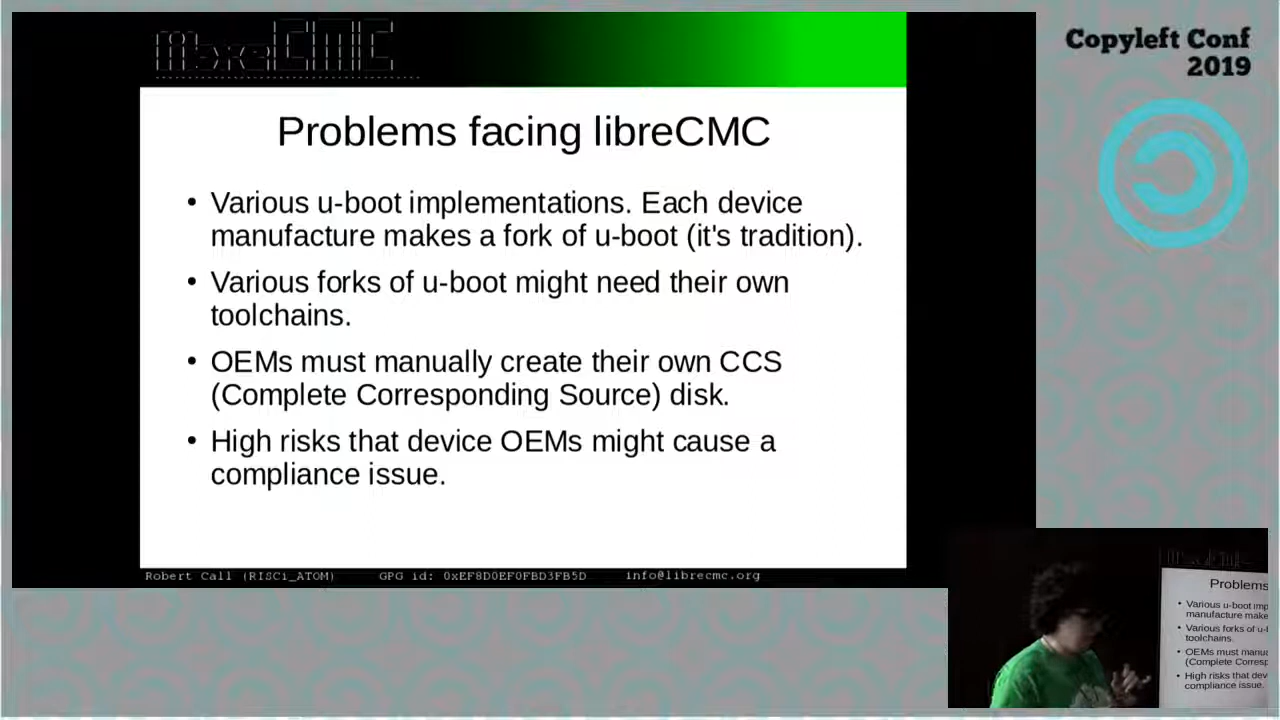 libreCMC
Copyleft Conf
2019
Problems facing libreCMC
• Various u-boot implementations. Each device
manufacture makes a fork of u-boot (it's tradition).
• Various forks of u-boot might need their own
toolchains.
• OEMs must manually create their own CCS
(Complete Corresponding Source) disk.
• High risks that device OEMs might cause a
compliance issue.
Robert Call (RISCi_ATOM) GPG id: 0xEF8D0EF0FBD3FB5D info@librecmc.org
Problems
• Various u-boot imp
manufacture make
• Various forks of u-b
toolchains.
• OEMs must manua
(Complete Corresp
• High risks that dev
compliance issue.